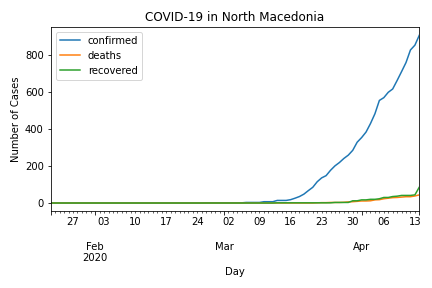 COVID-19 in North Macedonia
confirmed
deaths
recovered
Number of Cases
800
600
400
200
0
27 03 10 17 24 02 09 16 23 30 06 13
Feb Mar Apr
2020
Day